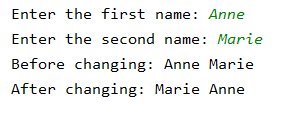 Enter the first name: Anne
Enter the second name: Marie
Before changing: Anne Marie
After changing: Marie Anne